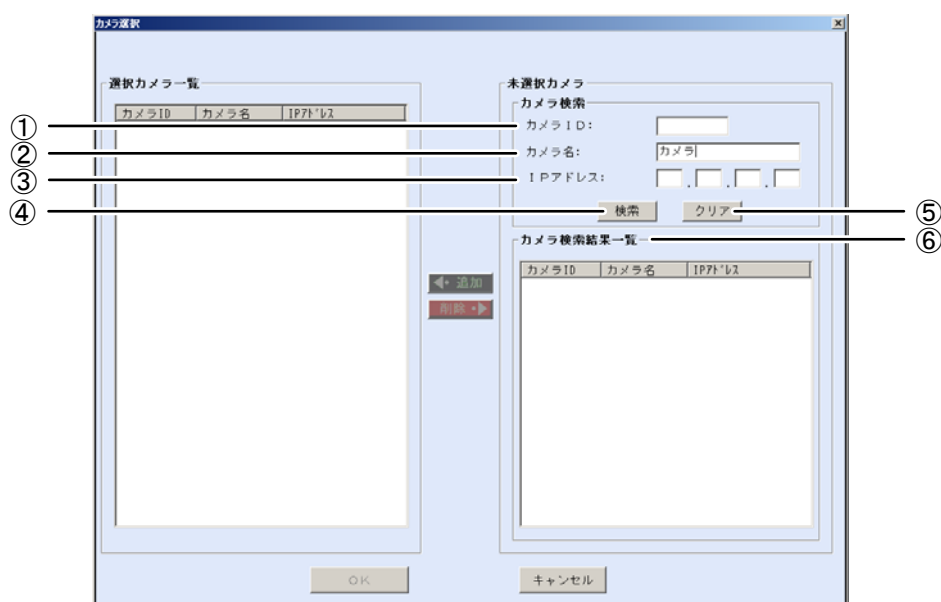 カメラ選択
選択カメラ一覧
カメラID カメラ名 IPアドレス
未選択カメラ
カメラ検索
① カメラID:
② カメラ名: カメラ
③ IPアドレス: . . .
④ 検索 クリア ⑤
カメラ検索結果一覧 ⑥
カメラID カメラ名 IPアドレス
追加
削除
OK キャンセル